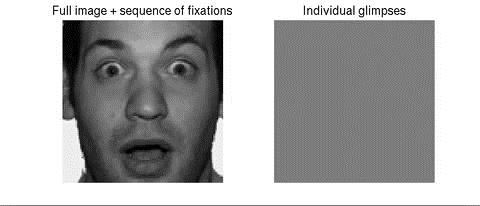 Full image + sequence of fixations
Individual glimpses